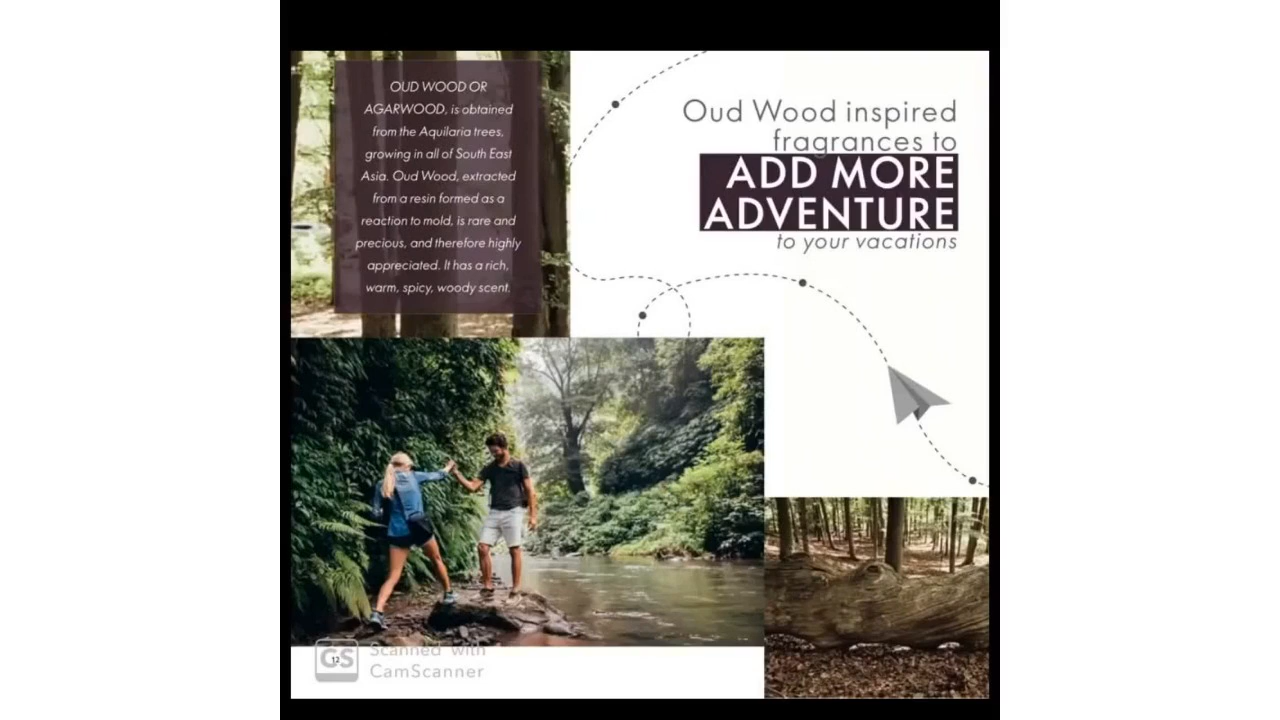 OUD WOOD OR
AGARWOOD, is obtained
from the Aquilaria trees,
growing in all of South East
Asia. Oud Wood, extracted
from a resin formed as a
reaction to mold, is rare and
precious, and therefore highly
appreciated. It has a rich,
warm, spicy, woody scent.
Oud Wood inspired
fragrances to
ADD MORE
ADVENTURE
to your vacations
CS
12
Scanned with
CamScanner